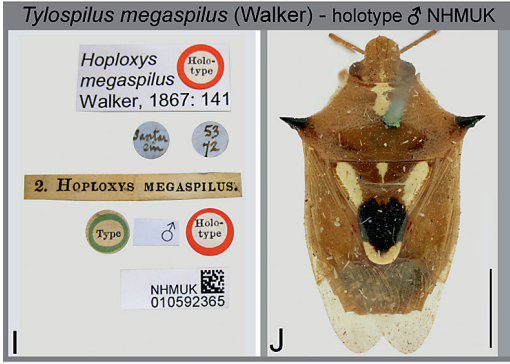 Tylospilus megaspilus (Walker) - holotype ♂ NHMUK
Hoploxys
megaspilus
Walker, 1867: 141
Holo-
type
Santar
em
53
72
2. HOPLOXYS MEGASPILUS.
Type
♂
Holo-
type
NHMUK
010592365
I
J